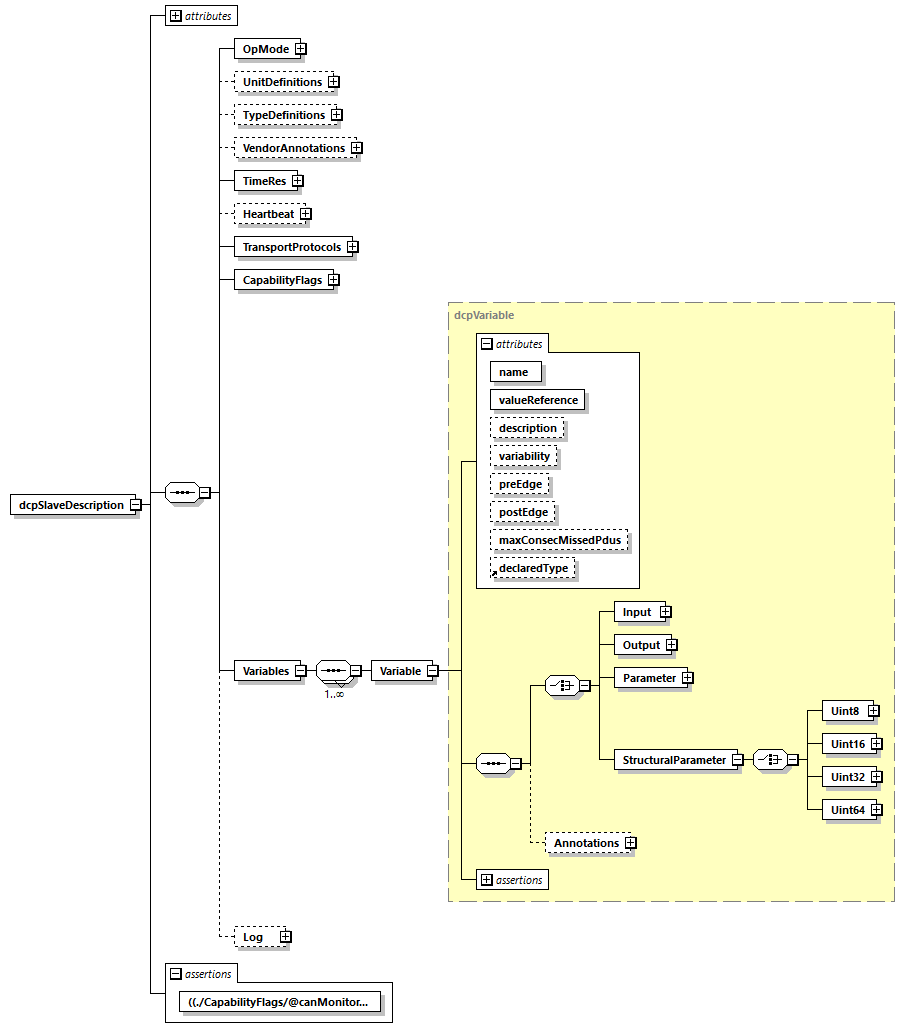 attributes
OpMode
UnitDefinitions
TypeDefinitions
VendorAnnotations
TimeRes
Heartbeat
TransportProtocols
CapabilityFlags
dcpSlaveDescription
Variables
1..∞
Variable
dcpVariable
attributes
name
valueReference
description
variability
preEdge
postEdge
maxConsecMissedPdus
declaredType
Input
Output
Parameter
StructuralParameter
Uint8
Uint16
Uint32
Uint64
Annotations
assertions
Log
assertions
((./CapabilityFlags/@canMonitor...